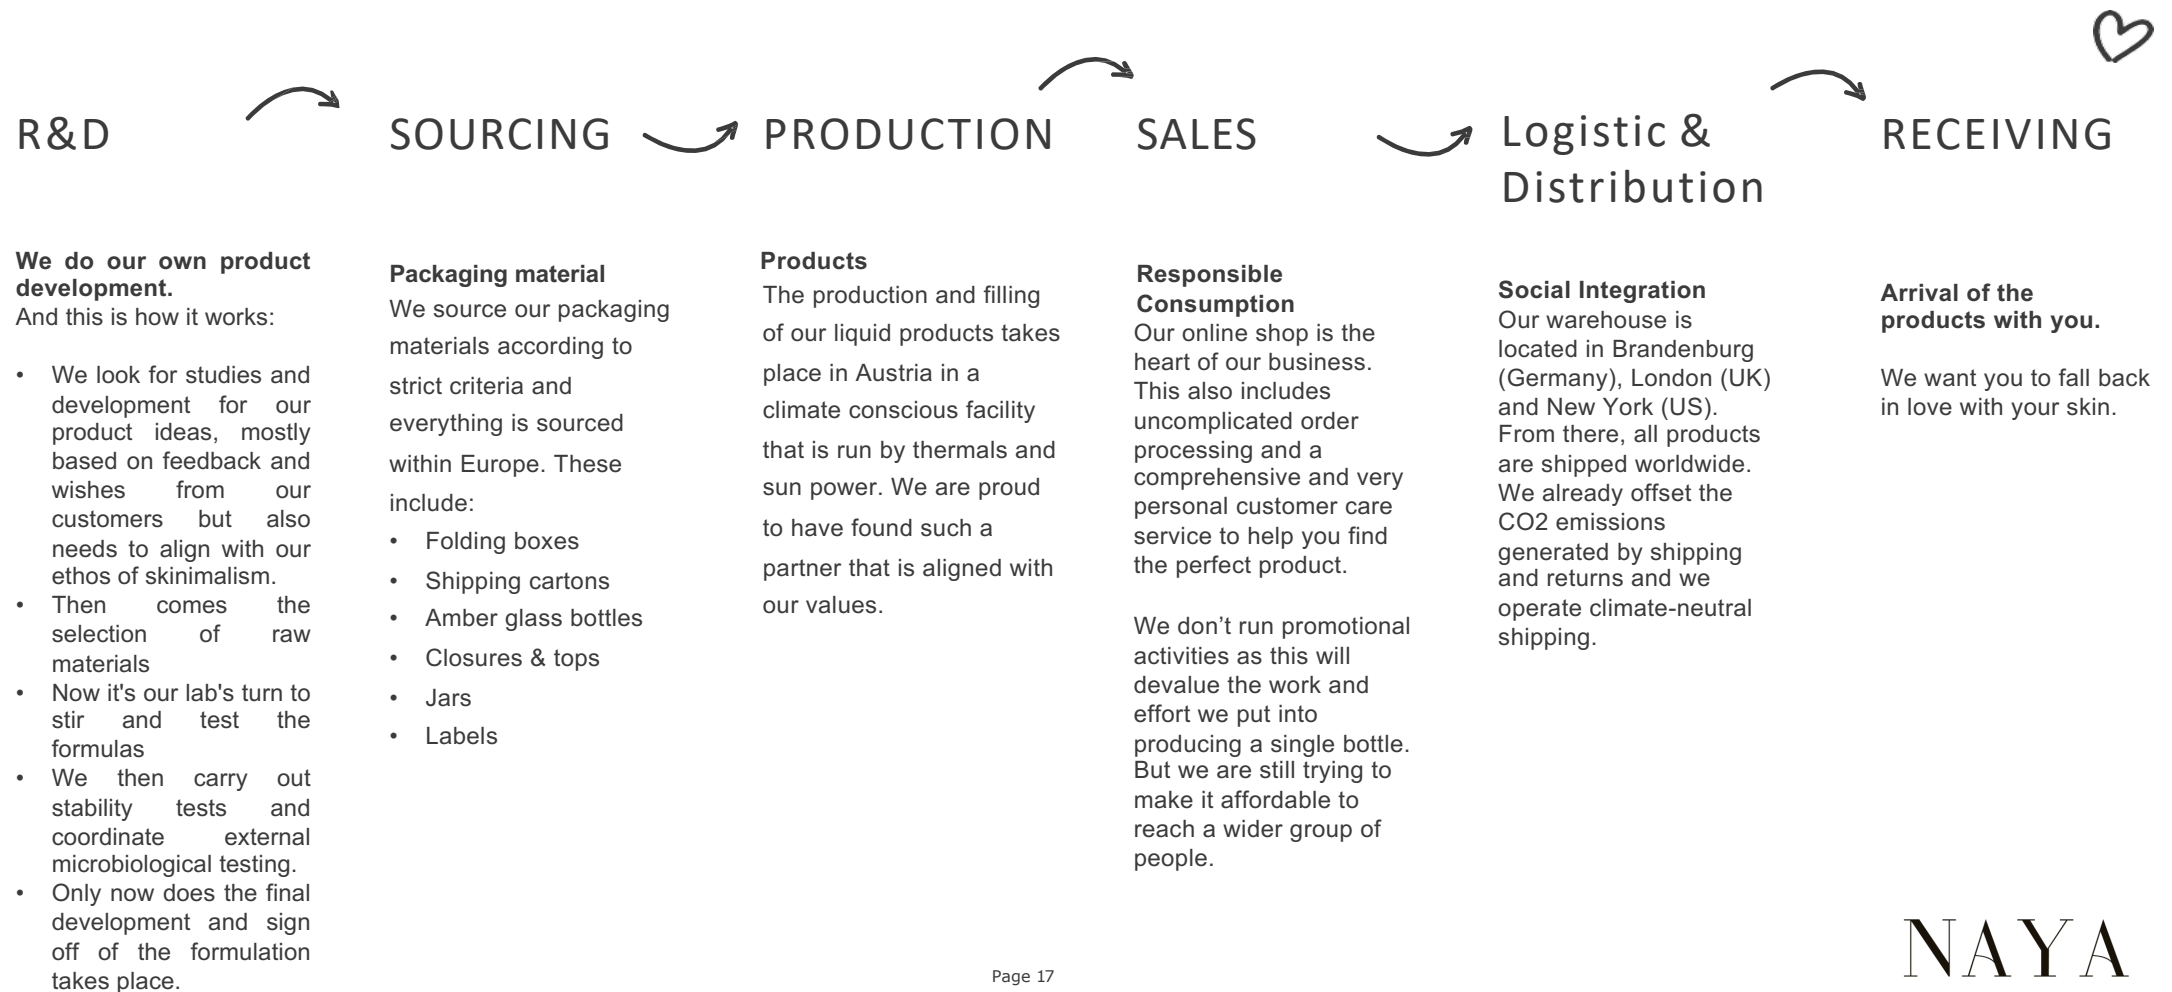 R&D
We do our own product
development.
And this is how it works:
• We look for studies and
development for our
product ideas, mostly
based on feedback and
wishes from our
customers but also
needs to align with our
ethos of skinimalism.
• Then comes the
selection of raw
materials
• Now it's our lab's turn to
stir and test the
formulas
• We then carry out
stability tests and
coordinate external
microbiological testing.
• Only now does the final
development and sign
off of the formulation
takes place.
SOURCING
Packaging material
We source our packaging
materials according to
strict criteria and
everything is sourced
within Europe. These
include:
• Folding boxes
• Shipping cartons
• Amber glass bottles
• Closures & tops
• Jars
• Labels
PRODUCTION
Products
The production and filling
of our liquid products takes
place in Austria in a
climate conscious facility
that is run by thermals and
sun power. We are proud
to have found such a
partner that is aligned with
our values.
SALES
Responsible
Consumption
Our online shop is the
heart of our business.
This also includes
uncomplicated order
processing and a
comprehensive and very
personal customer care
service to help you find
the perfect product.
We don’t run promotional
activities as this will
devalue the work and
effort we put into
producing a single bottle.
But we are still trying to
make it affordable to
reach a wider group of
people.
Logistic &
Distribution
Social Integration
Our warehouse is
located in Brandenburg
(Germany), London (UK)
and New York (US).
From there, all products
are shipped worldwide.
We already offset the
CO2 emissions
generated by shipping
and returns and we
operate climate-neutral
shipping.
RECEIVING
Arrival of the
products with you.
We want you to fall back
in love with your skin.
Page 17
NAYA